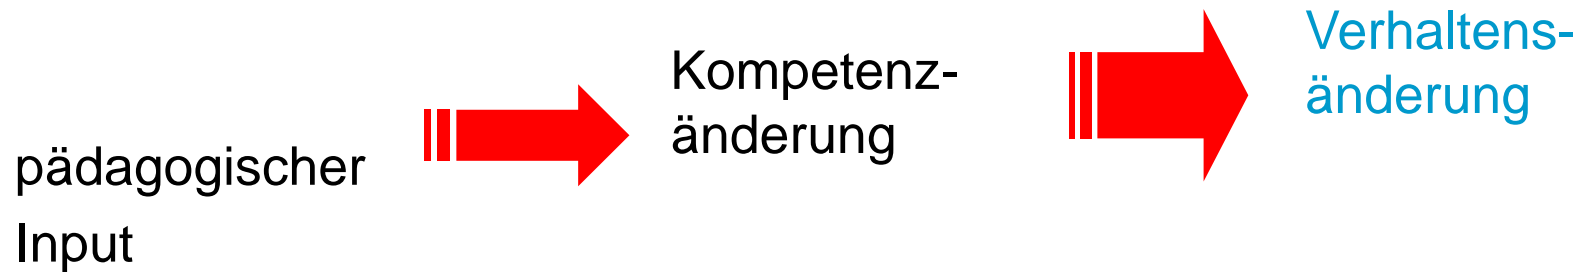 pädagogischer
Input
Kompetenz-
änderung
Verhaltens-
änderung